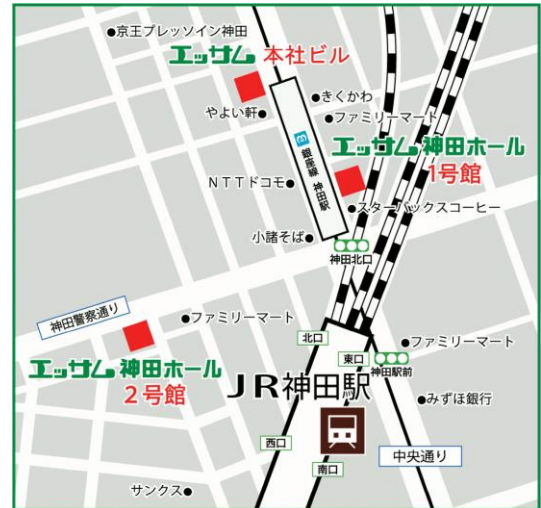 ●京王プレッソイン神田
エッサム 本社ビル
やよい軒●
●きくかわ
●ファミリーマート
銀座線 神田駅
エッサム 神田ホール
1号館
NTTドコモ●
●スターバックスコーヒー
小諸そば●
神田北口
神田警察通り
●ファミリーマート
エッサム 神田ホール
2号館
北口
東口
●ファミリーマート
神田駅前
JR神田駅
●みずほ銀行
西口
南口
中央通り
サンクス●